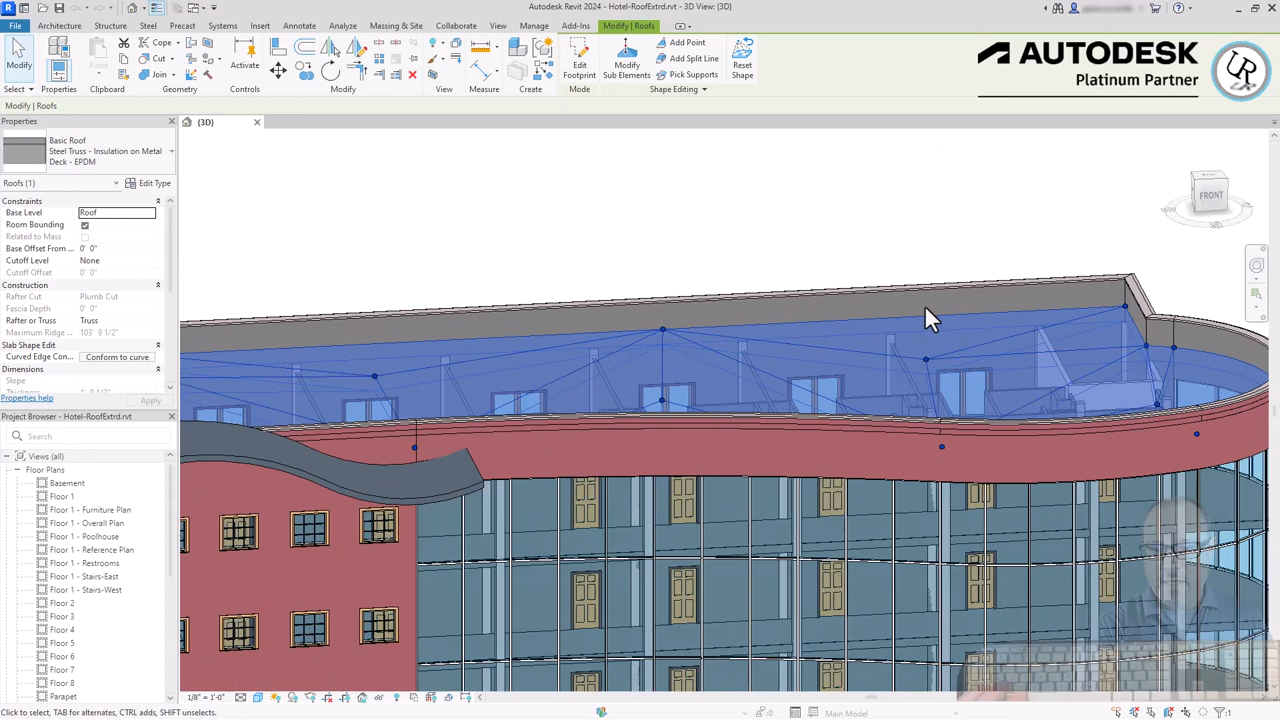 Autodesk Revit 2024 - Hotel-RoofExtrd.rvt - 3D View: {3D}
File Architecture Structure Steel Precast Systems Insert Annotate Analyze Massing & Site Collaborate View Manage Add-Ins Modify | Roofs
Modify
Properties
Paste
Cope
Cut
Join
Activate
Edit Footprint
Modify Sub Elements
Add Point
Add Split Line
Pick Supports
Reset Shape
Select Properties Clipboard Geometry Controls Modify View Measure Create Mode Shape Editing
AUTODESK
Platinum Partner
UR
Modify | Roofs
Properties
{3D}
Basic Roof
Steel Truss - Insulation on Metal
Deck - EPDM
Roofs (1) Edit Type
Constraints
Base Level Roof
Room Bounding
Related to Mass
Base Offset From ... 0' 0"
Cutoff Level None
Cutoff Offset 0' 0"
Construction
Rafter Cut Plumb Cut
Fascia Depth 0' 0"
Rafter or Truss Truss
Maximum Ridge ... 103' 9 1/2"
Slab Shape Edit
Curved Edge Con... Conform to curve
Dimensions
Slope
Thickness 1' 9 1/2"
Properties help Apply
Project Browser - Hotel-RoofExtrd.rvt
Search
Views (all)
Floor Plans
Basement
Floor 1
Floor 1 - Furniture Plan
Floor 1 - Overall Plan
Floor 1 - Poolhouse
Floor 1 - Reference Plan
Floor 1 - Restrooms
Floor 1 - Stairs-East
Floor 1 - Stairs-West
Floor 2
Floor 3
Floor 4
Floor 5
Floor 6
Floor 7
Floor 8
Parapet
FRONT
1/8" = 1'-0"
Click to select, TAB for alternates, CTRL adds, SHIFT unselects.
:0
Main Model
:1